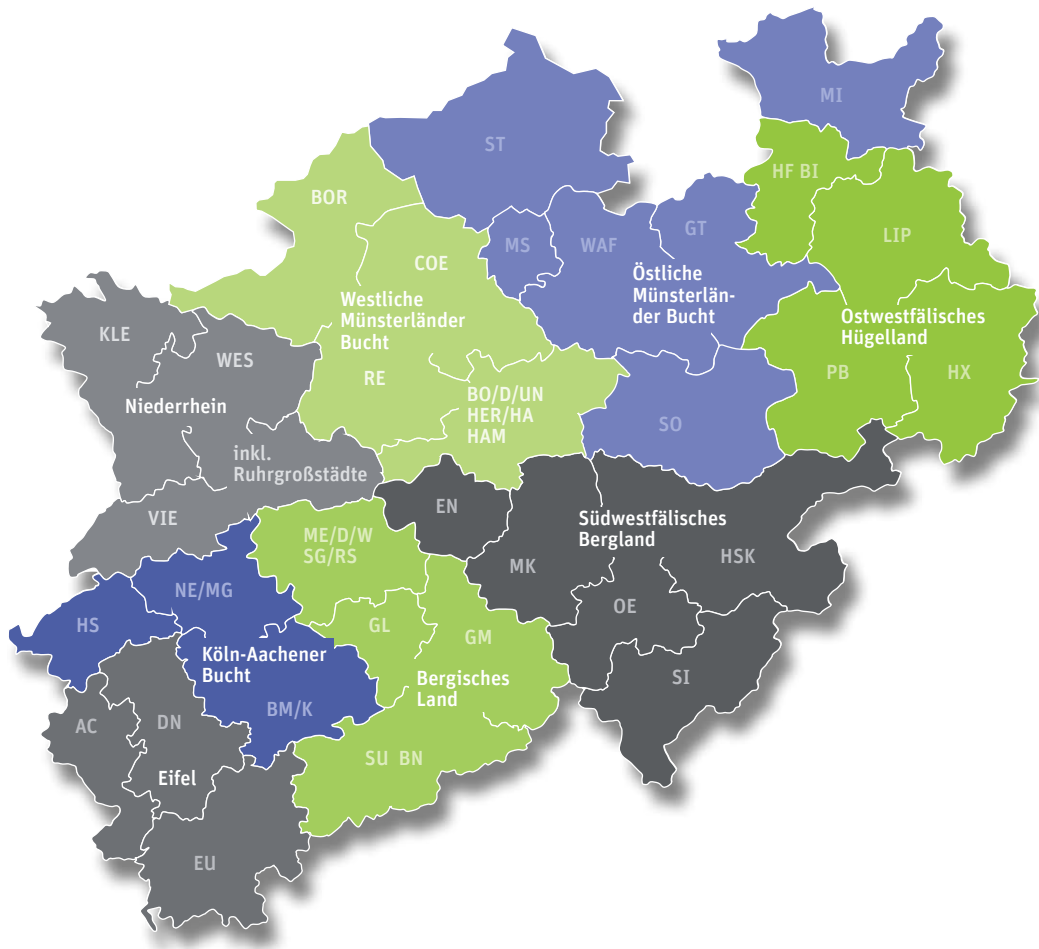 MI
ST
HF BI
BOR
MS
WAF
GT
LIP
COE
Östliche
Münsterlän-
der Bucht
Westliche
Münsterländer
Bucht
Ostwestfälisches
Hügelland
KLE
WES
RE
PB
HX
Niederrhein
BO/D/UN
HER/HA
HAM
SO
inkl.
Ruhrgroßstädte
EN
VIE
ME/D/W
SG/RS
Südwestfälisches
Bergland
MK
HSK
NE/MG
OE
HS
GL
GM
Köln-Aachener
Bucht
Bergisches
Land
SI
BM/K
AC
DN
Eifel
SU BN
EU